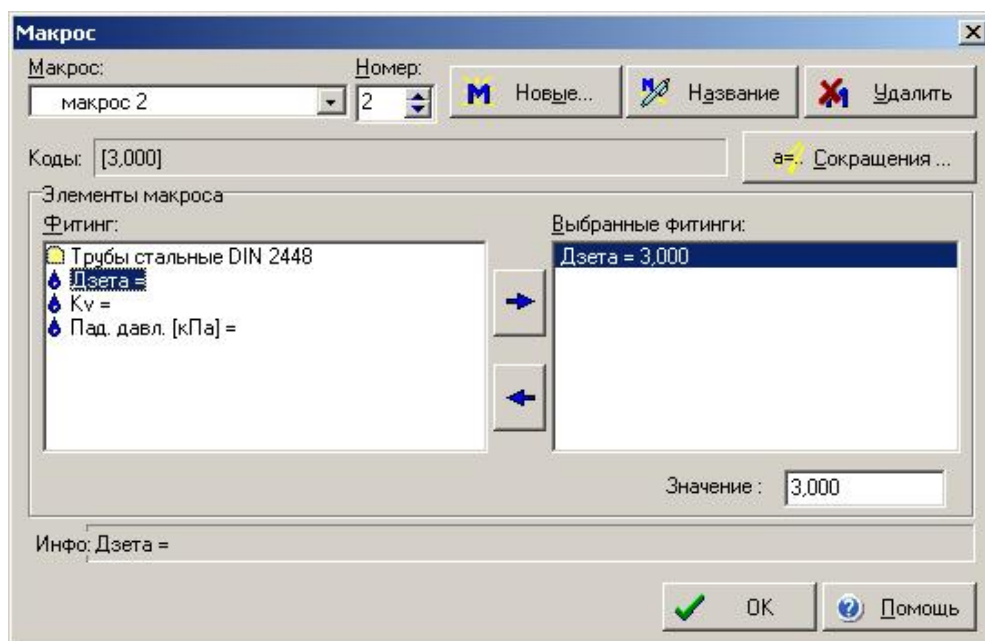 Макрос
Макрос:
Номер:
макрос 2
2
Новые...
Название
Удалить
Коды: [3,000]
a=.. Сокращения ...
Элементы макроса
Фитинг:
Выбранные фитинги:
Трубы стальные DIN 2448
Дзета =
Kv =
Пад. давл. [кПа] =
Дзета = 3,000
Значение : 3,000
Инфо: Дзета =
OK
Помощь